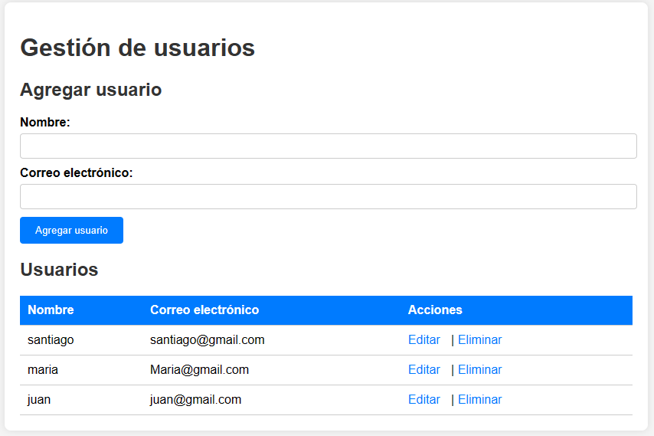 Gestión de usuarios
Agregar usuario
Nombre:
Correo electrónico:
Agregar usuario
Usuarios
Nombre Correo electrónico Acciones
santiago santiago@gmail.com Editar | Eliminar
maria Maria@gmail.com Editar | Eliminar
juan juan@gmail.com Editar | Eliminar